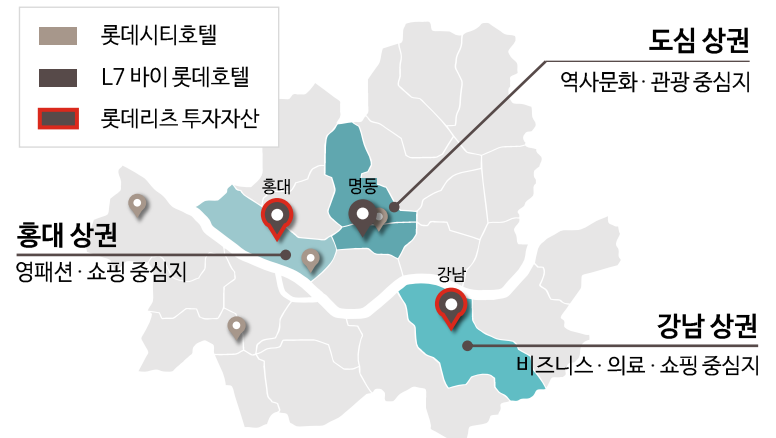 롯데시티호텔
L7 바이 롯데호텔
롯데리츠 투자자산
도심 상권
역사문화 · 관광 중심지
홍대
명동
홍대 상권
영패션 · 쇼핑 중심지
강남
강남 상권
비즈니스 · 의료 · 쇼핑 중심지